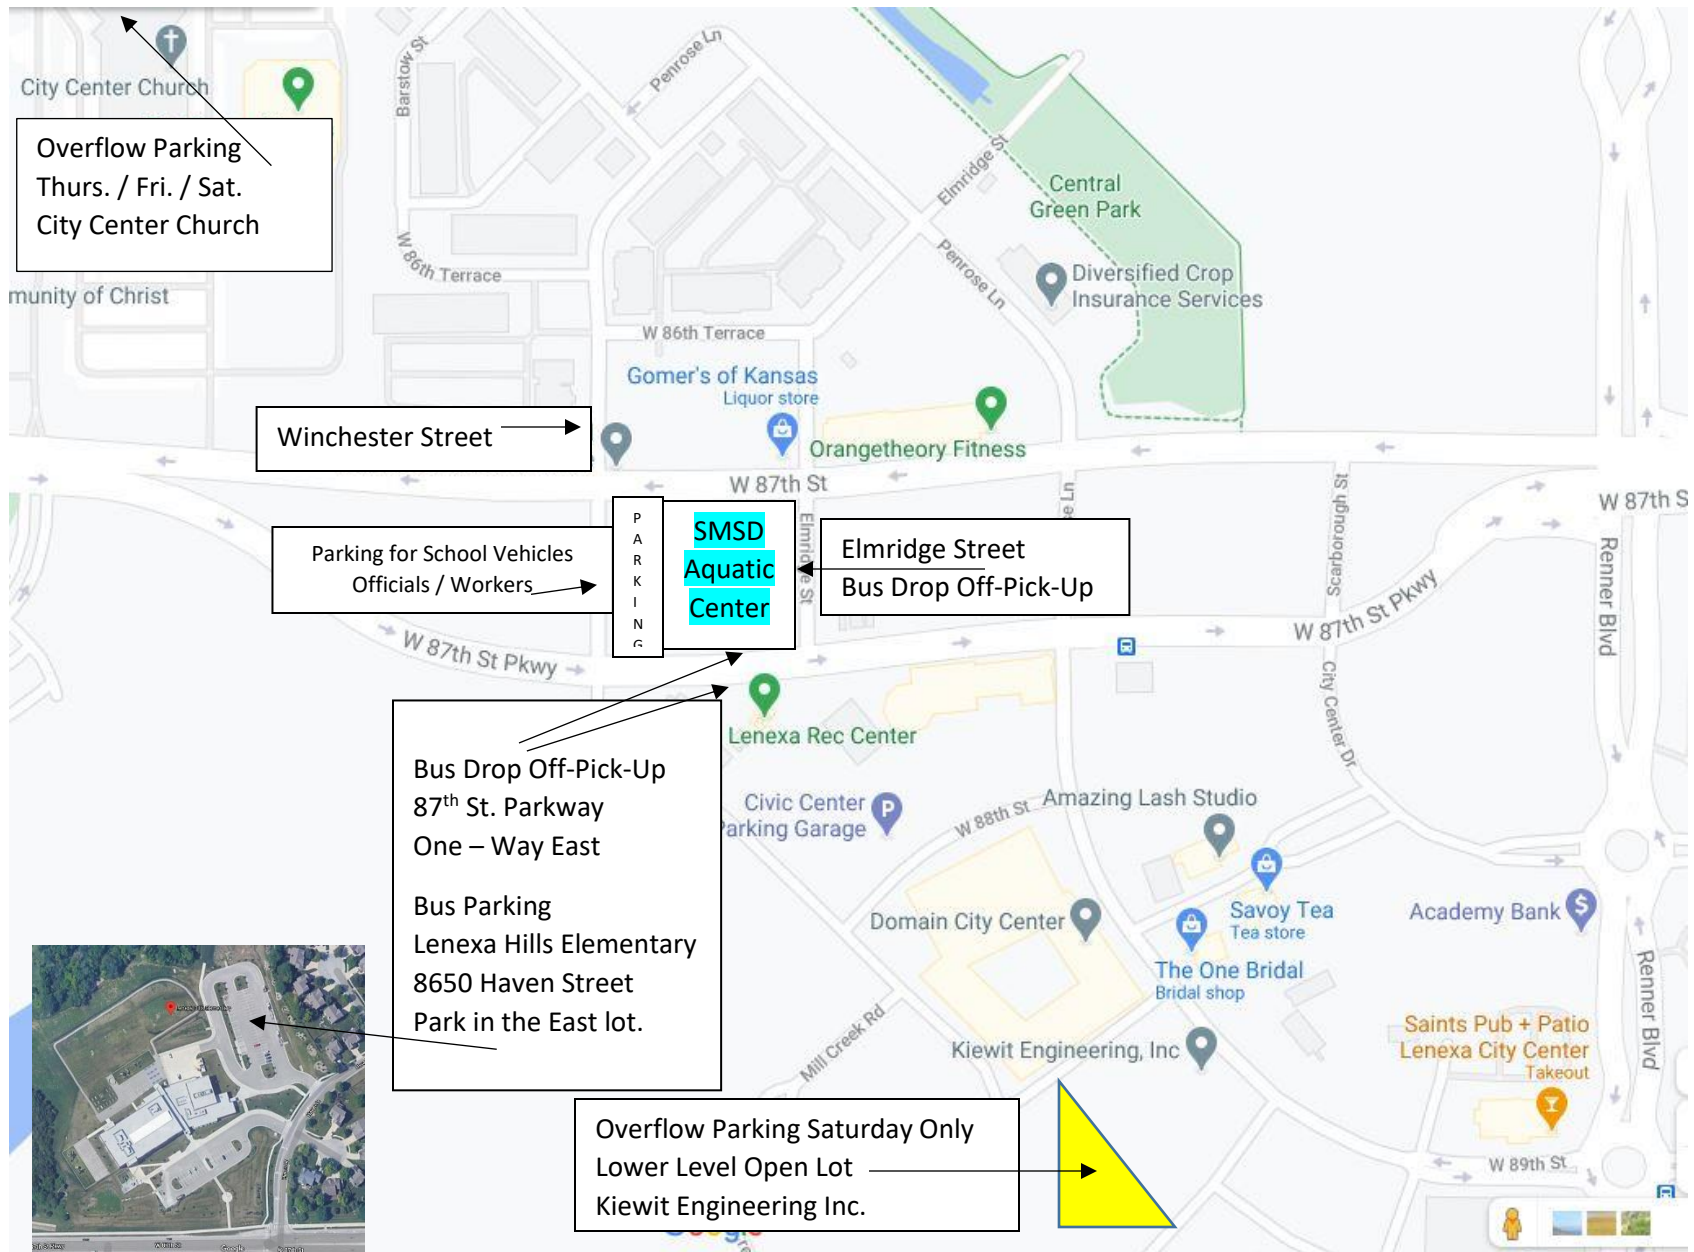 City Center Church
Overflow Parking
Thurs. / Fri. / Sat.
City Center Church
munity of Christ
Barstow St
Penrose Ln
W 86th Terrace
Elmridge St
Central
Green Park
Penrose Ln
Diversified Crop
Insurance Services
W 86th Terrace
Gomer's of Kansas
Liquor store
Winchester Street
Orangetheory Fitness
W 87th St
W 87th S
PARKING
SMSD
Aquatic
Center
Elmridge St
Parking for School Vehicles
Officials / Workers
Elmridge Street
Bus Drop Off-Pick-Up
e Ln
Scarborough St
Renner Blvd
W 87th St Pkwy
W 87th St Pkwy
City Center Dr
Lenexa Rec Center
Bus Drop Off-Pick-Up
87th St. Parkway
One – Way East
Bus Parking
Lenexa Hills Elementary
8650 Haven Street
Park in the East lot.
Civic Center
Parking Garage
W 88th St
Amazing Lash Studio
Domain City Center
Savoy Tea
Tea store
Academy Bank
The One Bridal
Bridal shop
Renner Blvd
Mill Creek Rd
Kiewit Engineering, Inc
Saints Pub + Patio
Lenexa City Center
Takeout
Overflow Parking Saturday Only
Lower Level Open Lot
Kiewit Engineering Inc.
W 89th St
Google
Google